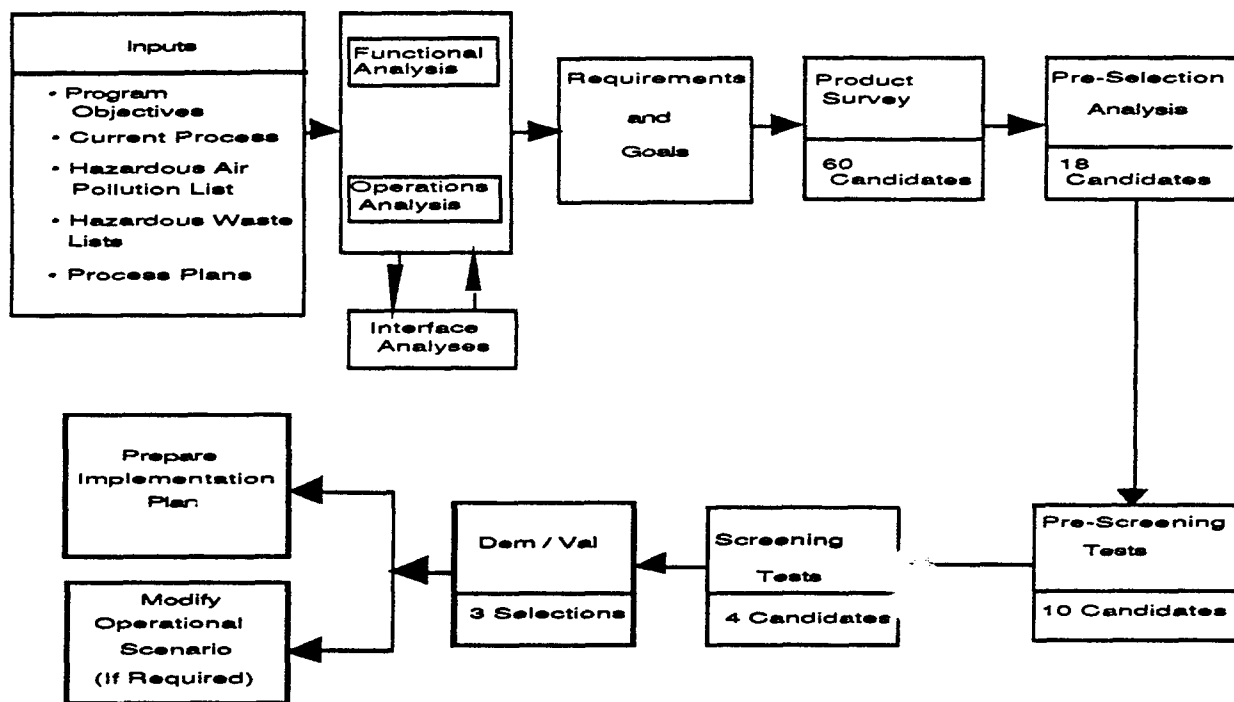 Inputs
• Program
Objectives
• Current Process
• Hazardous Air
Pollution List
• Hazardous Waste
Lists
• Process Plans
Functional
Analysis
Operations
Analysis
Interface
Analyses
Requirements
and
Goals
Product
Survey
60
Candidates
Pre-Selection
Analysis
18
Candidates
Pre-Screening
Tests
10 Candidates
Screening
Tests
4 Candidates
Dem / Val
3 Selections
Prepare
Implementation
Plan
Modify
Operational
Scenario
(If Required)